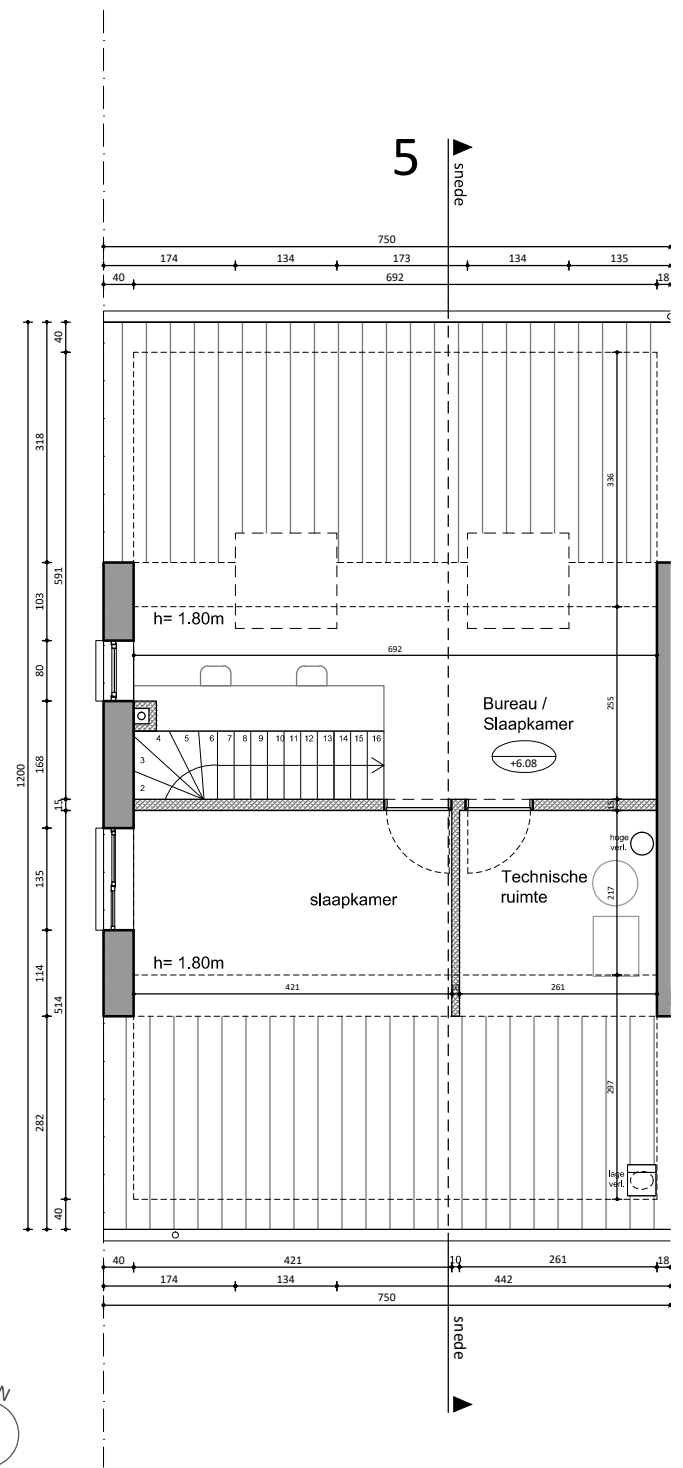 5
snede
750
174 134 173 134 135
40 692 18
40
318
336
591
103
h= 1.80m
692
80
Bureau /
Slaapkamer
255
+6.08
168
1 2 3 4 5 6 7 8 9 10 11 12 13 14 15 16
1200
15
15
135
hoge
verl.
Technische
ruimte
217
slaapkamer
114
h= 1.80m
421 10 261
514
282
297
lage
verl.
40
40 421 10 261 18
174 134 442
750
snede
N